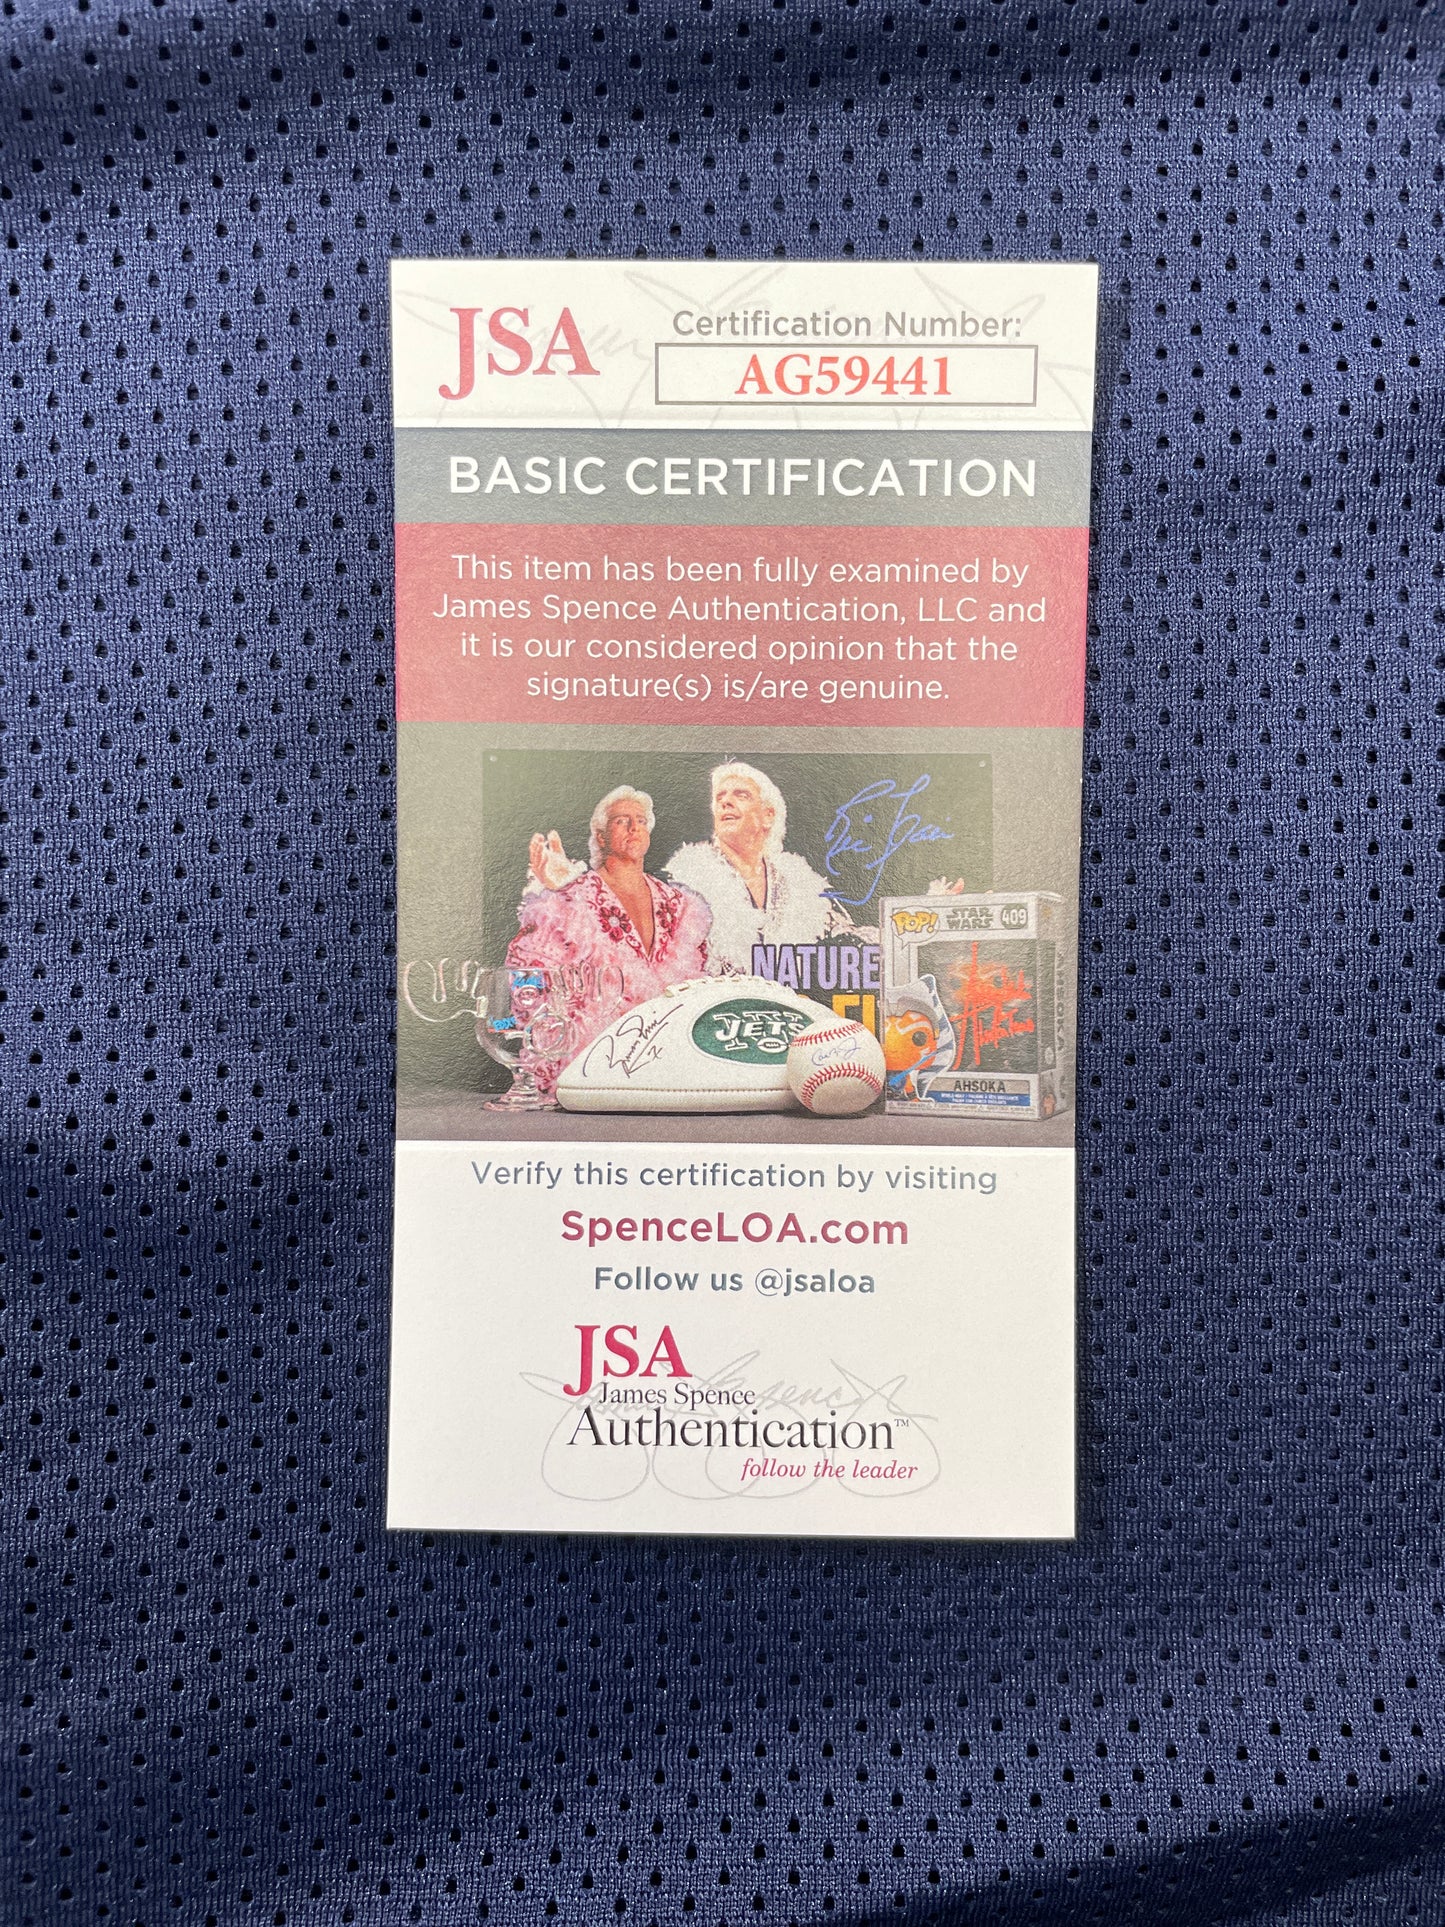 JSA
Certification Number:
AG59441
BASIC CERTIFICATION
This item has been fully examined by
James Spence Authentication, LLC and
it is our considered opinion that the
signature(s) is/are genuine.
NATURE
JETS
POP!
STAR
WARS
409
AHSOKA
Verify this certification by visiting
SpenceLOA.com
Follow us @jsaloa
JSA
James Spence
Authentication™
follow the leader